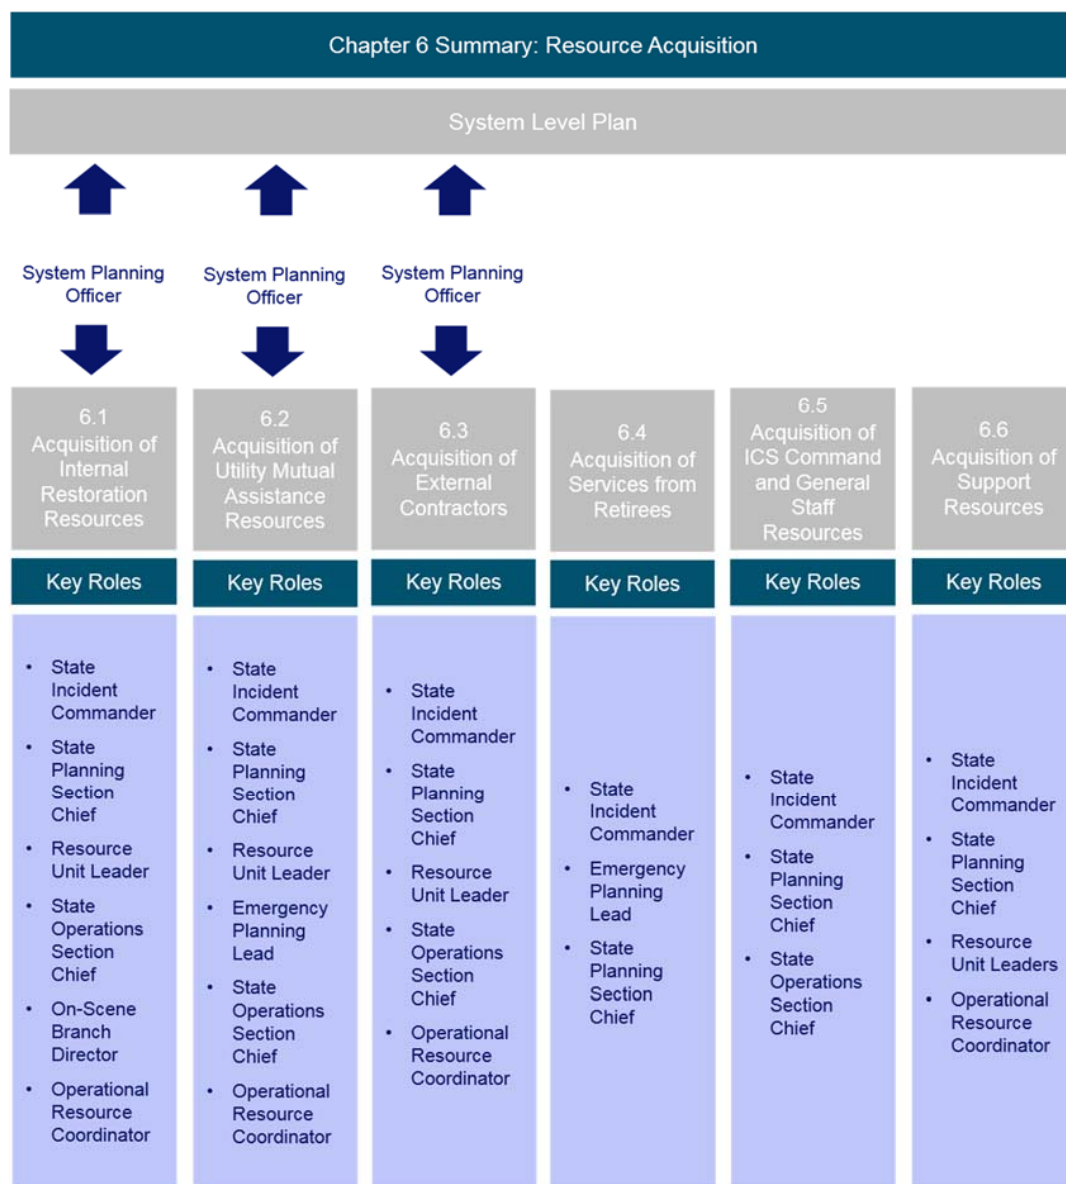 Chapter 6 Summary: Resource Acquisition
System Level Plan
System Planning
Officer
System Planning
Officer
System Planning
Officer
6.1
Acquisition of
Internal
Restoration
Resources
6.2
Acquisition of
Utility Mutual
Assistance
Resources
6.3
Acquisition of
External
Contractors
6.4
Acquisition of
Services from
Retirees
6.5
Acquisition of
ICS Command
and General
Staff
Resources
6.6
Acquisition of
Support
Resources
Key Roles
Key Roles
Key Roles
Key Roles
Key Roles
Key Roles
• State
Incident
Commander
• State
Planning
Section
Chief
• Resource
Unit Leader
• State
Operations
Section
Chief
• On-Scene
Branch
Director
• Operational
Resource
Coordinator
• State
Incident
Commander
• State
Planning
Section
Chief
• Resource
Unit Leader
• Emergency
Planning
Lead
• State
Operations
Section
Chief
• Operational
Resource
Coordinator
• State
Incident
Commander
• State
Planning
Section
Chief
• Resource
Unit Leader
• State
Operations
Section
Chief
• Operational
Resource
Coordinator
• State
Incident
Commander
• Emergency
Planning
Lead
• State
Planning
Section
Chief
• State
Incident
Commander
• State
Planning
Section
Chief
• State
Operations
Section
Chief
• State
Incident
Commander
• State
Planning
Section
Chief
• Resource
Unit Leaders
• Operational
Resource
Coordinator